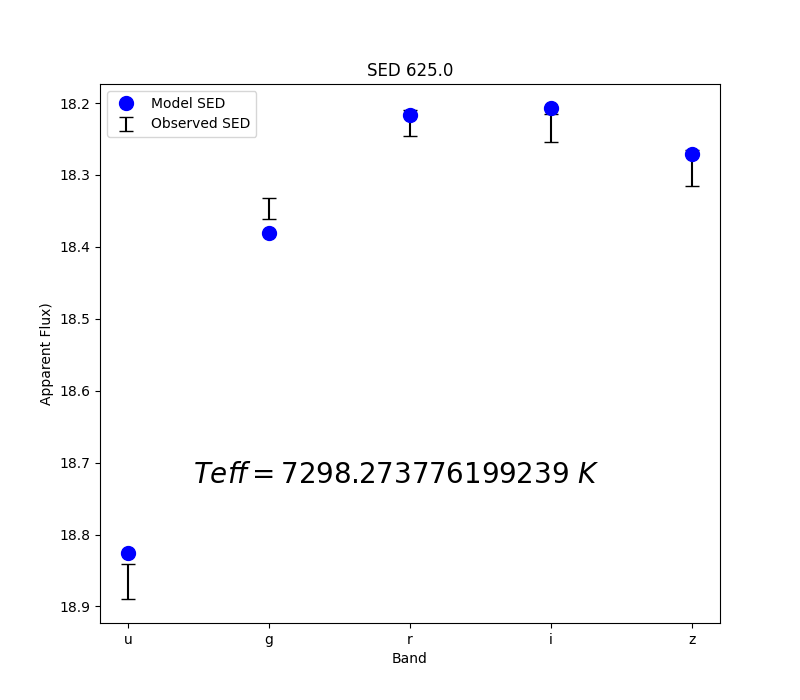 SED 625.0
Model SED
Observed SED
18.2
18.3
18.4
18.5
18.6
18.7
18.8
18.9
Apparent Flux)
Teff = 7298.273776199239 K
u g r i z
Band